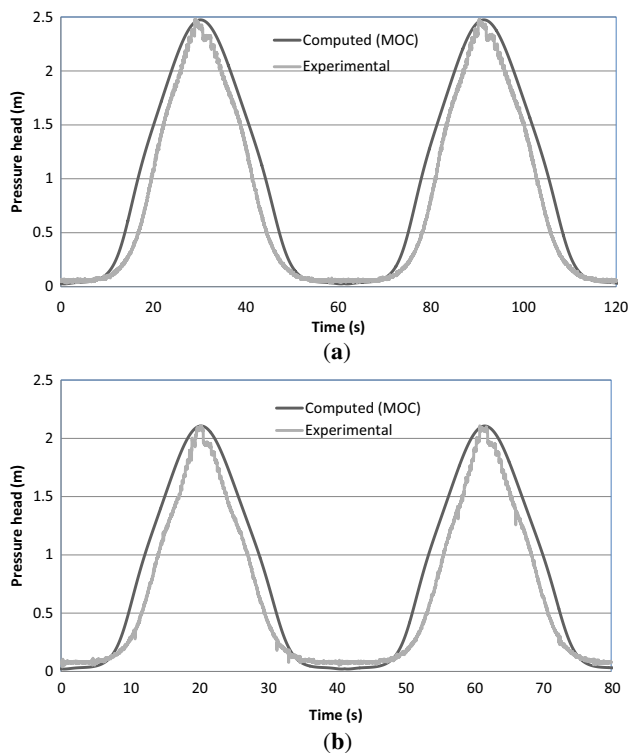 2.5
2
1.5
1
0.5
0
Pressure head (m)
Computed (MOC)
Experimental
0 20 40 60 80 100 120
Time (s)
(a)
2.5
2
1.5
1
0.5
0
Pressure head (m)
Computed (MOC)
Experimental
0 10 20 30 40 50 60 70 80
Time (s)
(b)